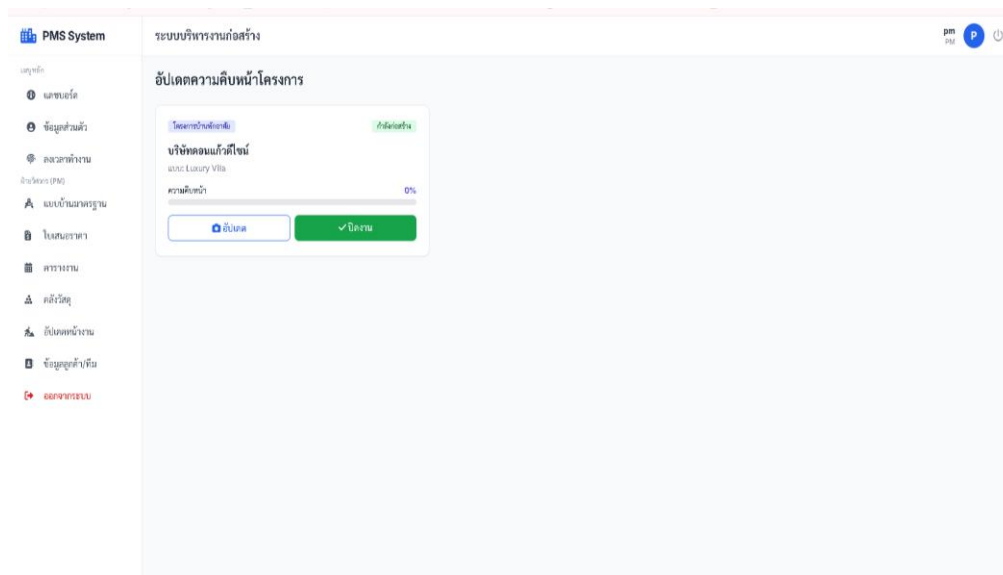 PMS System
ระบบบริหารงานก่อสร้าง
pm
PM
P
เมนูหลัก
แดชบอร์ด
ข้อมูลส่วนตัว
ลงเวลาทำงาน
ฝ่ายวิศวกร (PM)
แบบบ้านมาตรฐาน
ใบเสนอราคา
ตารางงาน
คลังวัสดุ
อัปเดตหน้างาน
ข้อมูลลูกค้า/ทีม
ออกจากระบบ
อัปเดตความคืบหน้าโครงการ
โครงการบ้านพักอาศัย
กำลังก่อสร้าง
บริษัทคอนแก้วดีไซน์
แบบ: Luxury Villa
ความคืบหน้า
0%
อัปเดต
ปิดงาน